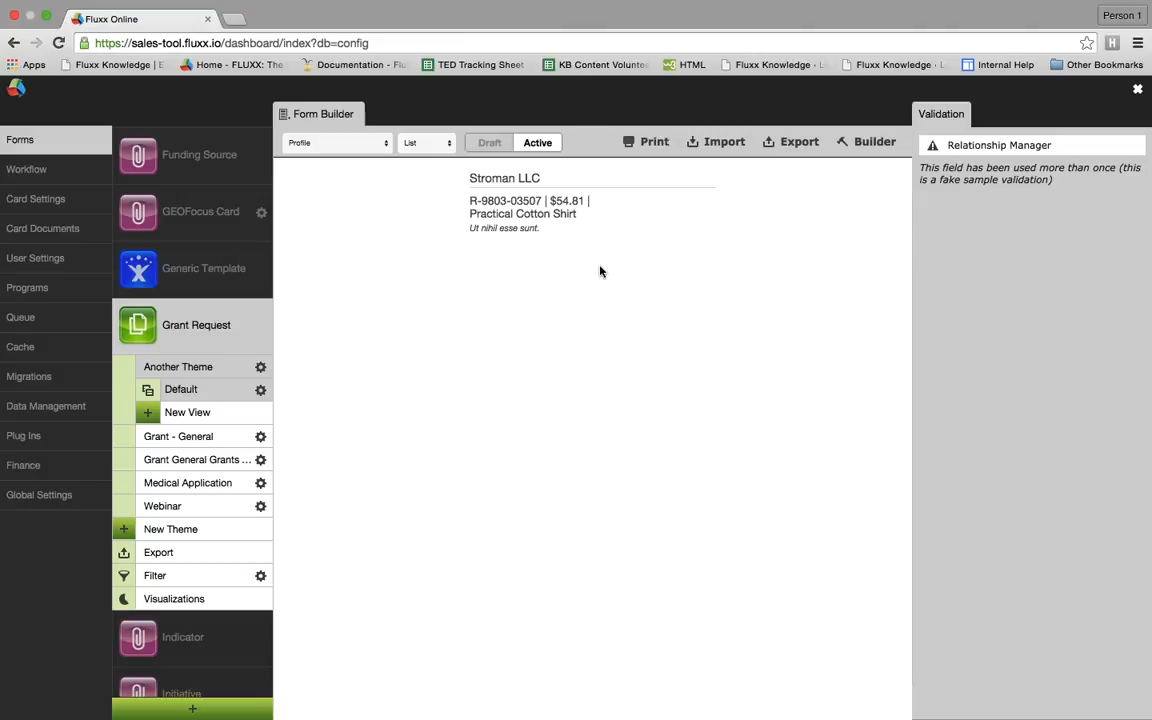 Fluxx Online
Person 1
https://sales-tool.fluxx.io/dashboard/index?db=config
Apps
Fluxx Knowledge | E
Home - FLUXX: The
Documentation - Flu
TED Tracking Sheet
KB Content Volunte
HTML
Fluxx Knowledge - L
Fluxx Knowledge - L
Internal Help
Other Bookmarks
Forms
Workflow
Card Settings
Card Documents
User Settings
Programs
Queue
Cache
Migrations
Data Management
Plug Ins
Finance
Global Settings
Funding Source
GEOFocus Card
Generic Template
Grant Request
Another Theme
Default
New View
Grant - General
Grant General Grants ...
Medical Application
Webinar
New Theme
Export
Filter
Visualizations
Indicator
Initiative
Form Builder
Profile
List
Draft
Active
Print
Import
Export
Builder
Stroman LLC
R-9803-03507 | $54.81 |
Practical Cotton Shirt
Ut nihil esse sunt.
Validation
Relationship Manager
This field has been used more than once (this
is a fake sample validation)